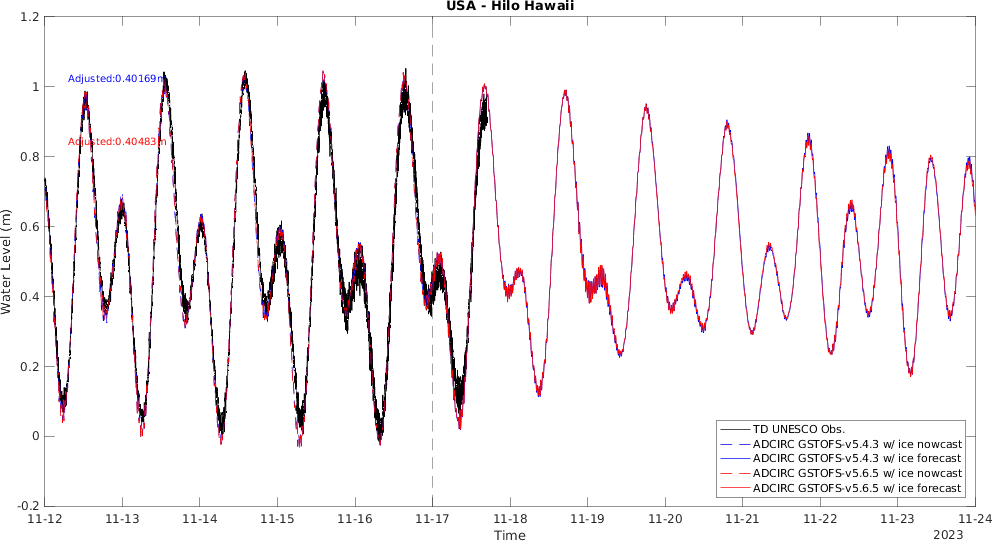 USA - Hilo Hawaii
1.2
1
0.8
0.6
0.4
0.2
0
-0.2
Water Level (m)
Adjusted:0.40169m
Adjusted:0.40483m
TD UNESCO Obs.
ADCIRC GSTOFS-v5.4.3 w/ ice nowcast
ADCIRC GSTOFS-v5.4.3 w/ ice forecast
ADCIRC GSTOFS-v5.6.5 w/ ice nowcast
ADCIRC GSTOFS-v5.6.5 w/ ice forecast
11-12 11-13 11-14 11-15 11-16 11-17 11-18 11-19 11-20 11-21 11-22 11-23 11-24
Time
2023